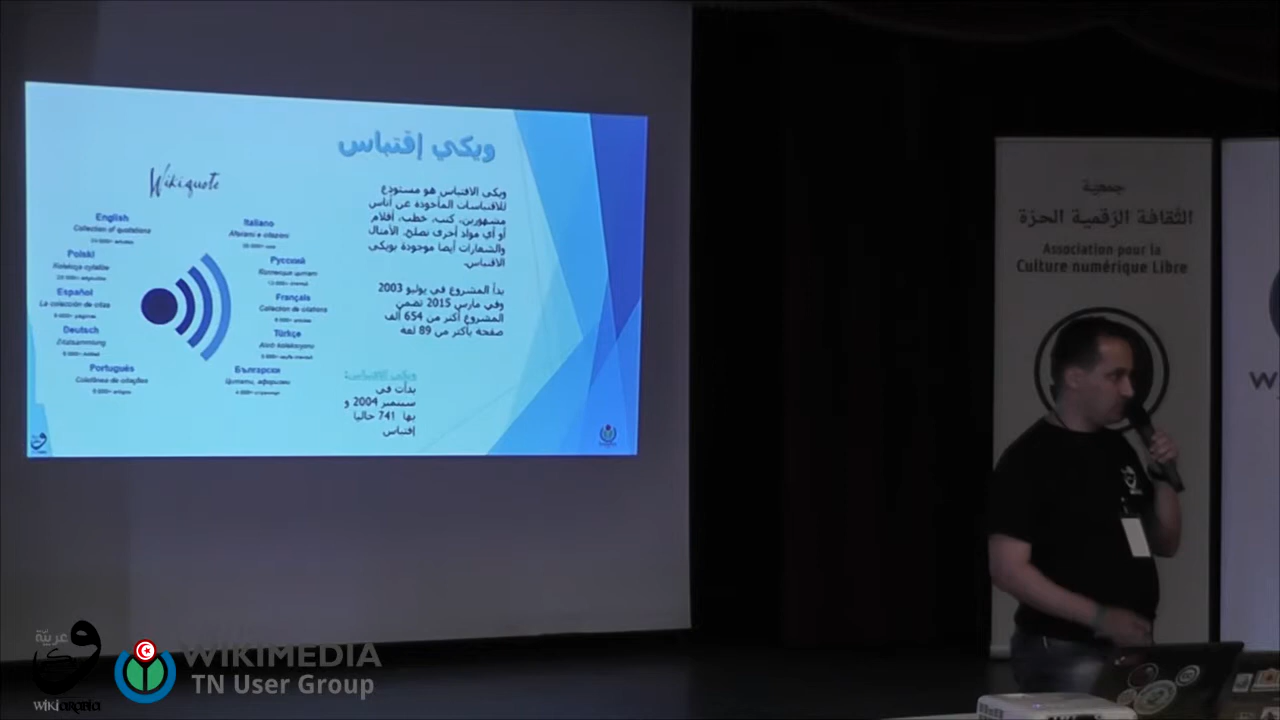 ويكي إقتباس
Wikiquote
ويكي الاقتباس هو مستودع
للاقتباسات المأخوذة عن أناس
مشهورين، كتب، خطب، أفلام
أو أي مواد أخرى تصلح. الأمثال
والشعارات أيضا موجودة بويكي
الاقتباس.
بدأ المشروع في يوليو 2003
وفي مارس 2015 تضمن
المشروع أكثر من 654 ألف
صفحة بأكثر من 89 لغة
ويكي الاقتباس:
بدأت في
سبتمبر 2004 و
بها 741 حاليا
إقتباس
English
Collection of quotations
Italiano
Aforismi e citazioni
Polski
Kolekcja cytatów
Русский
Español
La colección de citas
Français
Collection de citations
Deutsch
Zitatsammlung
Türkçe
Português
Coletânea de citações
Български
جمعية
الثقافة الرقمية الحرة
Association pour la
Culture numérique Libre
W
عربية
WIKIARABIA
WIKIMEDIA
TN User Group